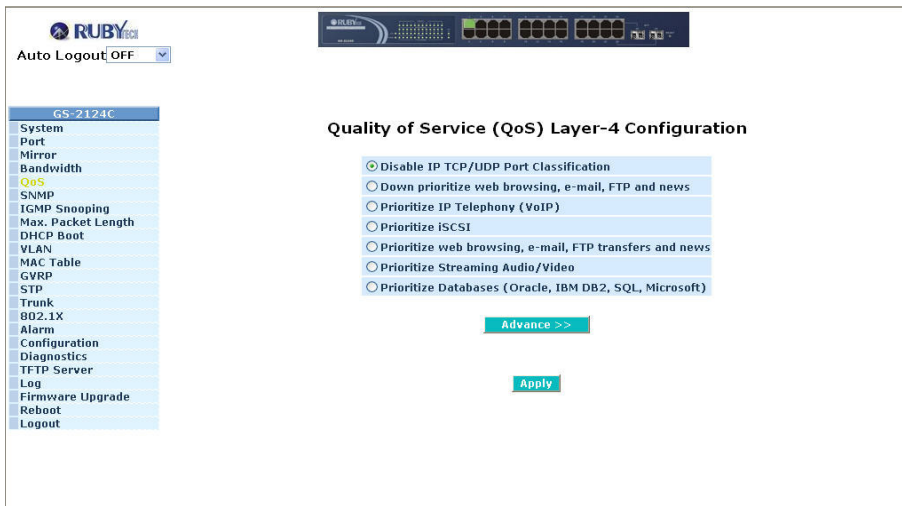 RUBYTECH
Auto Logout OFF
GS-2124C
System
Port
Mirror
Bandwidth
QoS
SNMP
IGMP Snooping
Max. Packet Length
DHCP Boot
VLAN
MAC Table
GVRP
STP
Trunk
802.1X
Alarm
Configuration
Diagnostics
TFTP Server
Log
Firmware Upgrade
Reboot
Logout
Quality of Service (QoS) Layer-4 Configuration
Disable IP TCP/UDP Port Classification
Down prioritize web browsing, e-mail, FTP and news
Prioritize IP Telephony (VoIP)
Prioritize iSCSI
Prioritize web browsing, e-mail, FTP transfers and news
Prioritize Streaming Audio/Video
Prioritize Databases (Oracle, IBM DB2, SQL, Microsoft)
Advance >>
Apply